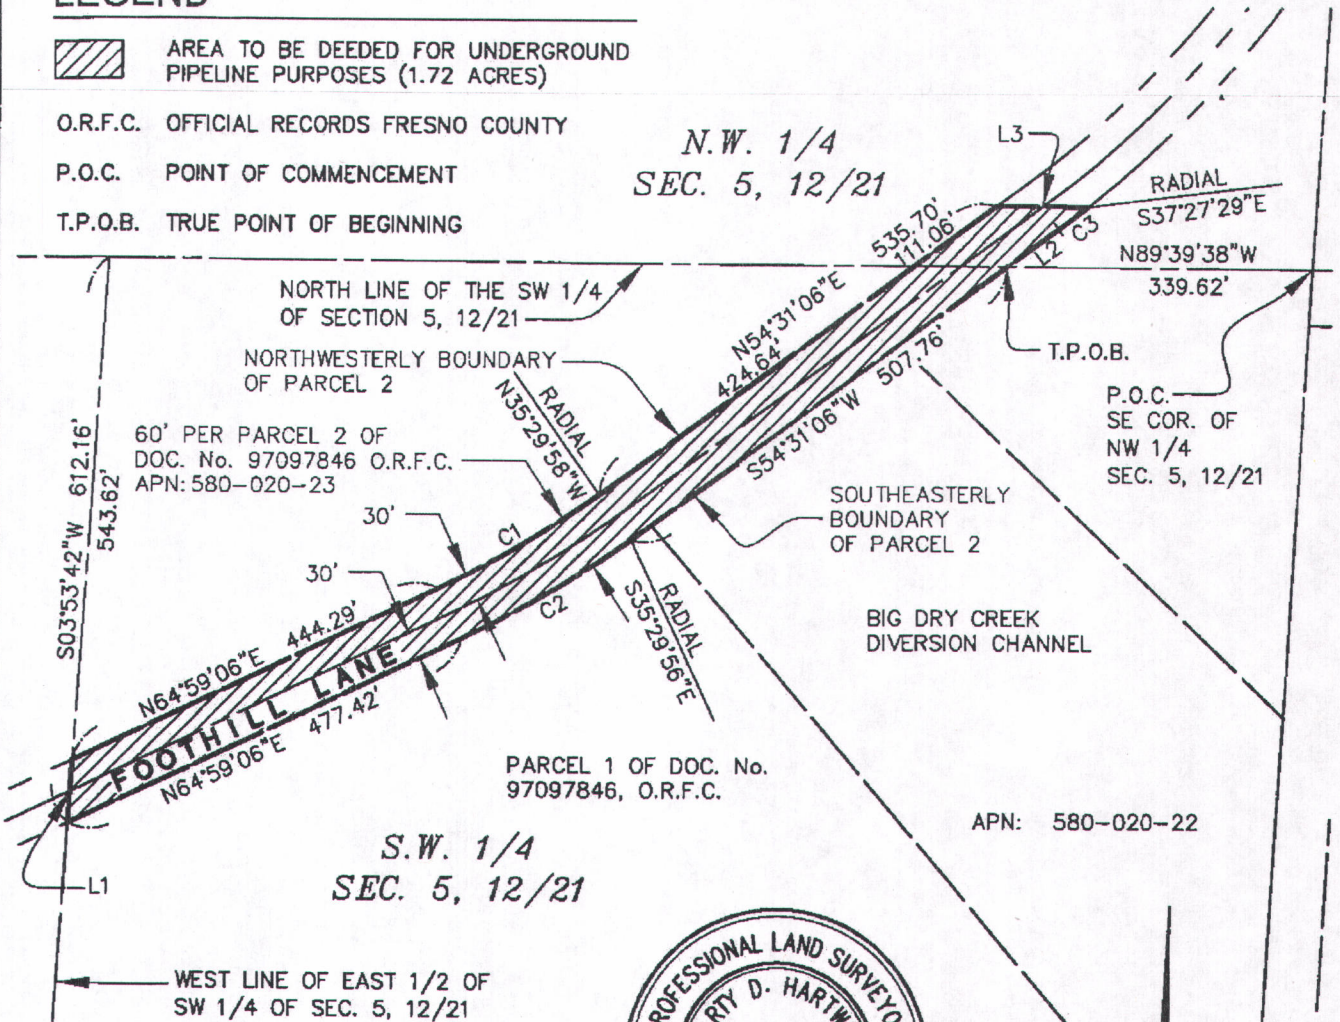 LEGEND
AREA TO BE DEEDED FOR UNDERGROUND
PIPELINE PURPOSES (1.72 ACRES)
O.R.F.C. OFFICIAL RECORDS FRESNO COUNTY
P.O.C. POINT OF COMMENCEMENT
T.P.O.B. TRUE POINT OF BEGINNING
N.W. 1/4
SEC. 5, 12/21
L3
RADIAL
S37°27'29"E
535.70'
111.06'
L2
C3
N89°39'38"W
339.62'
NORTH LINE OF THE SW 1/4
OF SECTION 5, 12/21
NORTHWESTERLY BOUNDARY
OF PARCEL 2
N54°31'06"E
424.64'
507.76'
S54°31'06"W
T.P.O.B.
P.O.C.
SE COR. OF
NW 1/4
SEC. 5, 12/21
RADIAL
N35°29'58"W
60' PER PARCEL 2 OF
DOC. No. 97097846 O.R.F.C.
APN: 580-020-23
S03°53'42"W 612.16'
543.62'
30'
30'
C1
C2
SOUTHEASTERLY
BOUNDARY
OF PARCEL 2
RADIAL
S35°29'56"E
BIG DRY CREEK
DIVERSION CHANNEL
N64°59'06"E 444.29'
FOOTHILL LANE
N64°59'06"E 477.42'
PARCEL 1 OF DOC. No.
97097846, O.R.F.C.
APN: 580-020-22
S.W. 1/4
SEC. 5, 12/21
L1
WEST LINE OF EAST 1/2 OF
SW 1/4 OF SEC. 5, 12/21
PROFESSIONAL LAND SURVEYO
RTY D. HARTW